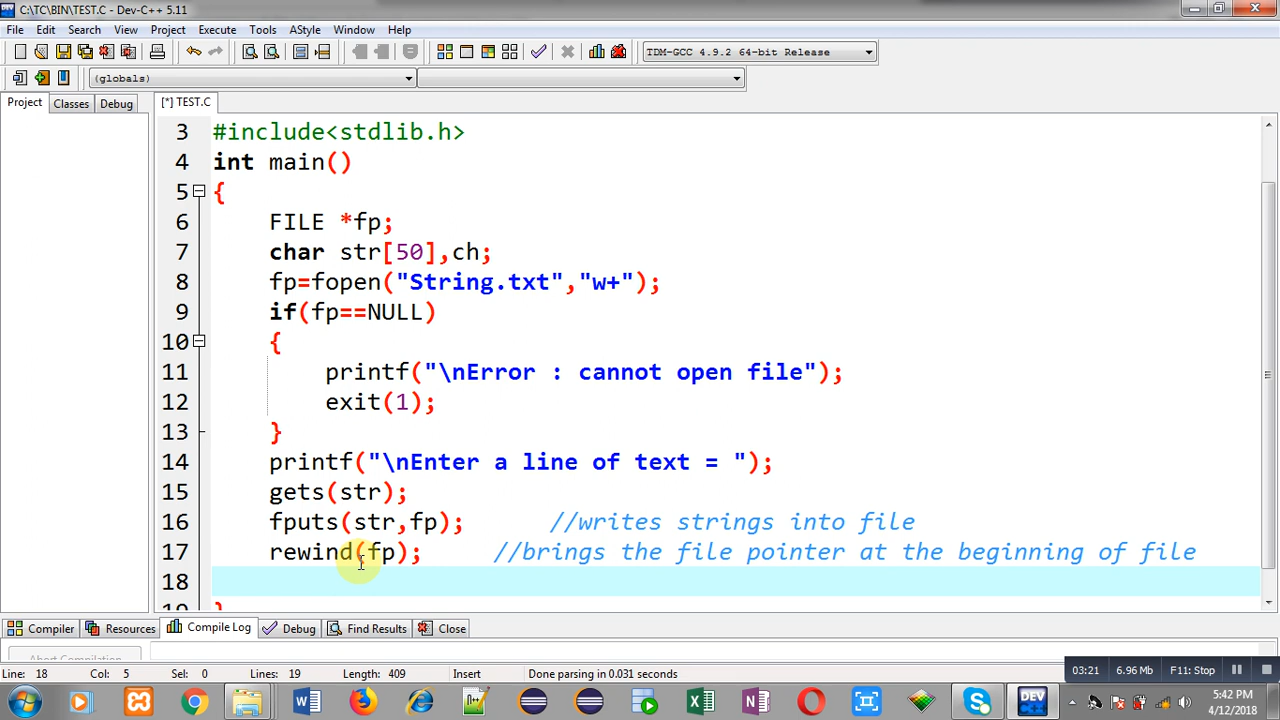 C:\TC\BIN\TEST.C - Dev-C++ 5.11
File Edit Search View Project Execute Tools AStyle Window Help
TDM-GCC 4.9.2 64-bit Release
(globals)
Project Classes Debug [*] TEST.C
3 #include<stdlib.h>
4 int main()
5 {
6 FILE *fp;
7 char str[50],ch;
8 fp=fopen("String.txt","w+");
9 if(fp==NULL)
10 {
11 printf("\nError : cannot open file");
12 exit(1);
13 }
14 printf("\nEnter a line of text = ");
15 gets(str);
16 fputs(str,fp); //writes strings into file
17 rewind(fp); //brings the file pointer at the beginning of file
18
19 }
Compiler Resources Compile Log Debug Find Results Close
Abort Compilation
Line: 18 Col: 5 Sel: 0 Lines: 19 Length: 409 Insert Done parsing in 0.031 seconds
03:21 6.96 Mb F11: Stop
5:42 PM
4/12/2018